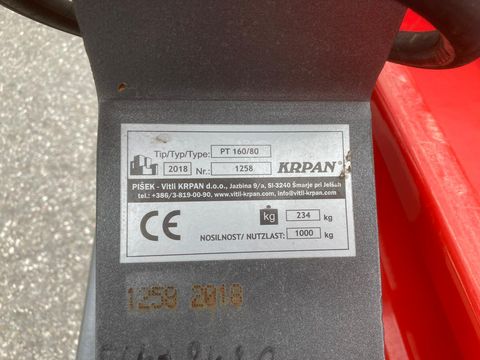 Tip/Typ/Type: PT 160/80
2018 Nr.: 1258 KRPAN
PIŠEK - Vitli KRPAN d.o.o., Jazbina 9/a, SI-3240 Šmarje pri Jelšah
tel.: +386/3-819-00-90, www.vitli-krpan.com, info@vitli-krpan.com
CE kg 234 kg
NOSILNOST/ NUTZLAST: 1000 kg
1258 2018